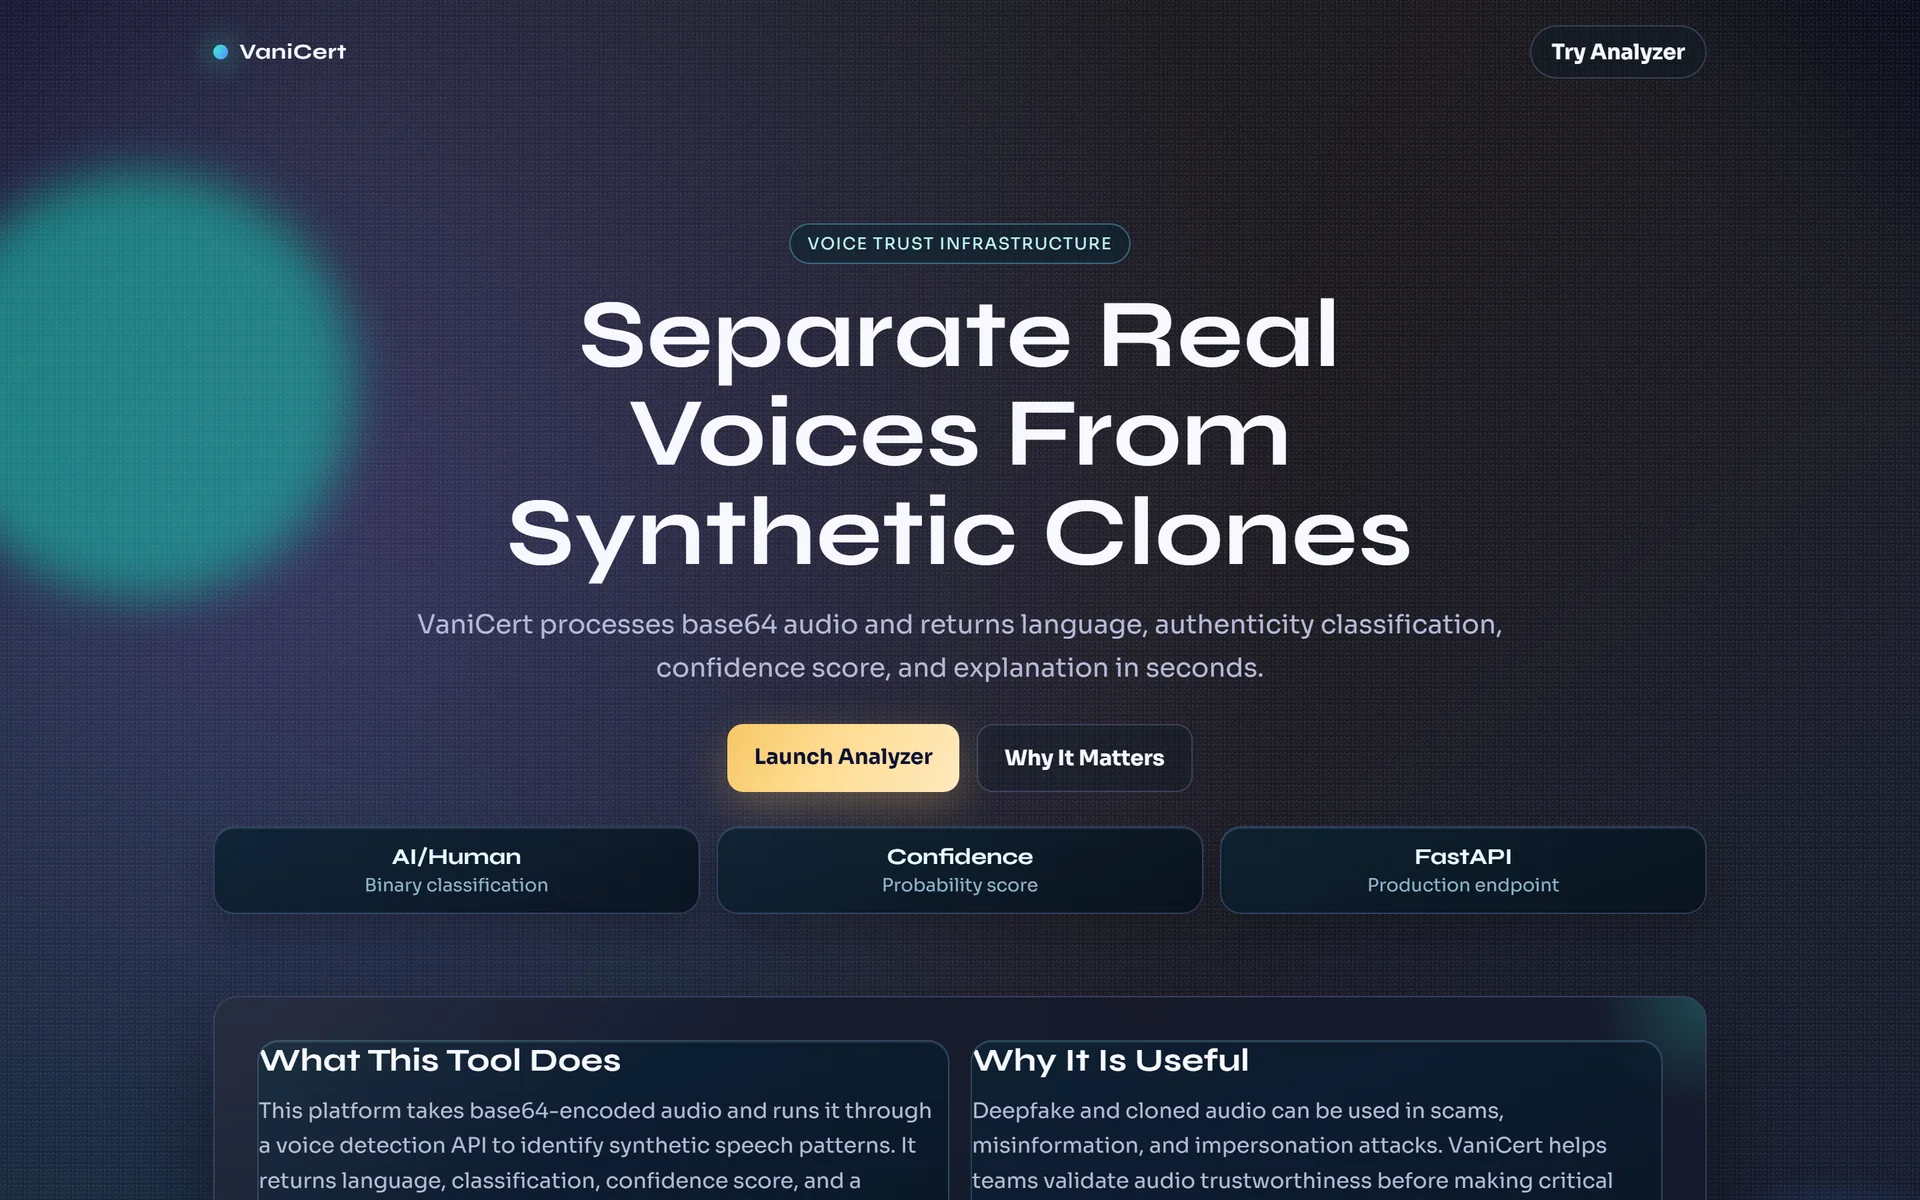 VaniCert
Try Analyzer
VOICE TRUST INFRASTRUCTURE
Separate Real
Voices From
Synthetic Clones
VaniCert processes base64 audio and returns language, authenticity classification,
confidence score, and explanation in seconds.
Launch Analyzer
Why It Matters
AI/Human
Binary classification
Confidence
Probability score
FastAPI
Production endpoint
What This Tool Does
This platform takes base64-encoded audio and runs it through
a voice detection API to identify synthetic speech patterns. It
returns language, classification, confidence score, and a
Why It Is Useful
Deepfake and cloned audio can be used in scams,
misinformation, and impersonation attacks. VaniCert helps
teams validate audio trustworthiness before making critical